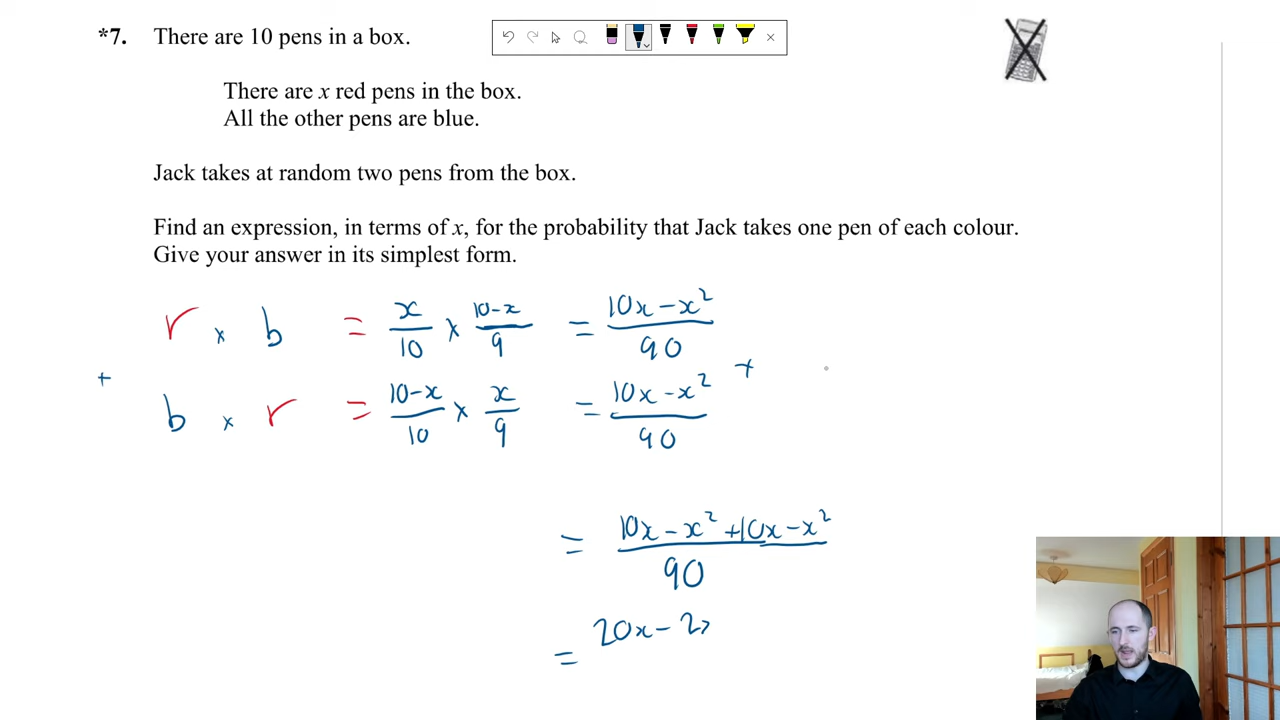 *7. There are 10 pens in a box.
There are x red pens in the box.
All the other pens are blue.
Jack takes at random two pens from the box.
Find an expression, in terms of x, for the probability that Jack takes one pen of each colour.
Give your answer in its simplest form.
r × b = x/10 × 10-x/9 = 10x - x²/90
+ +
b × r = 10-x/10 × x/9 = 10x - x²/90
= 10x - x² + 10x - x²/90
= 20x - 2